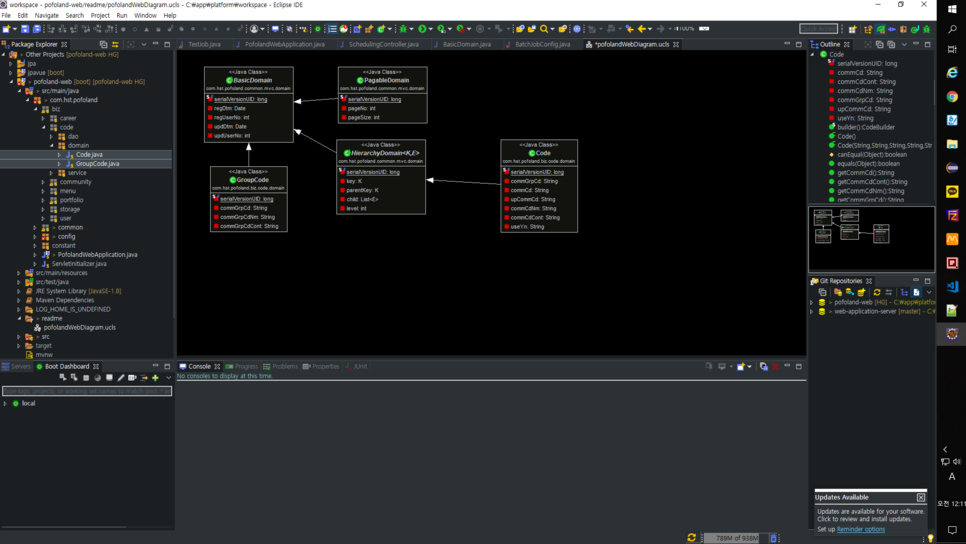 workspace - pofoland-web/readme/pofolandWebDiagram.ucls - C:₩app₩platform₩workspace - Eclipse IDE
File Edit Navigate Search Project Run Window Help
Package Explorer
Other Projects [C:₩app₩platform₩workspace]
jpa
jpavue [boot]
> pofoland-web [boot] [pofoland-web HG]
> src/main/java
> com.hst.pofoland
biz
career
code
dao
domain
Code.java
GroupCode.java
service
community
menu
portfolio
storage
user
> common
> config
constant
> PofolandWebApplication.java
ServletInitializer.java
src/main/resources
src/test/java
JRE System Library [JavaSE-1.8]
Maven Dependencies
LOG_HOME_IS_UNDEFINED
> readme
pofolandWebDiagram.ucls
> src
target
mvnw
TestJob.java PofolandWebApplication.java SchedulingController.java BasicDomain.java BatchJobConfig.java *pofolandWebDiagram.ucls
<<Java Class>>
BasicDomain
com.hst.pofoland.common.mvc.domain
serialVersionUID: long
regDtm: Date
regUserNo: int
updDtm: Date
updUserNo: int
<<Java Class>>
PagableDomain
com.hst.pofoland.common.mvc.domain
serialVersionUID: long
pageNo: int
pageSize: int
<<Java Class>>
HierarchyDomain<K,E>
com.hst.pofoland.common.mvc.domain
serialVersionUID: long
key: K
parentKey: K
child: List<E>
level: int
<<Java Class>>
Code
com.hst.pofoland.biz.code.domain
serialVersionUID: long
commGrpCd: String
commCd: String
upCommCd: String
commCdNm: String
commCdCont: String
useYn: String
<<Java Class>>
GroupCode
com.hst.pofoland.biz.code.domain
serialVersionUID: long
commGrpCd: String
commGrpCdNm: String
commGrpCdCont: String
Outline
Code
serialVersionUID: long
commCd: String
commCdCont: String
commCdNm: String
commGrpCd: String
upCommCd: String
useYn: String
builder():CodeBuilder
Code()
Code(String,String,String,String,St
canEqual(Object):boolean
equals(Object):boolean
getCommCd():String
getCommCdCont():String
getCommCdNm():String
getCommGrpCd():String
Git Repositories
> pofoland-web [HG] - C:₩app₩platfo
> web-application-server [master] - C:₩
Servers Boot Dashboard
local
Console Progress Problems Properties JUnit
No consoles to display at this time.
Updates Available
Updates are available for your software.
Click to review and install updates.
Set up Reminder options
789M of 938M
A
오전 12:11